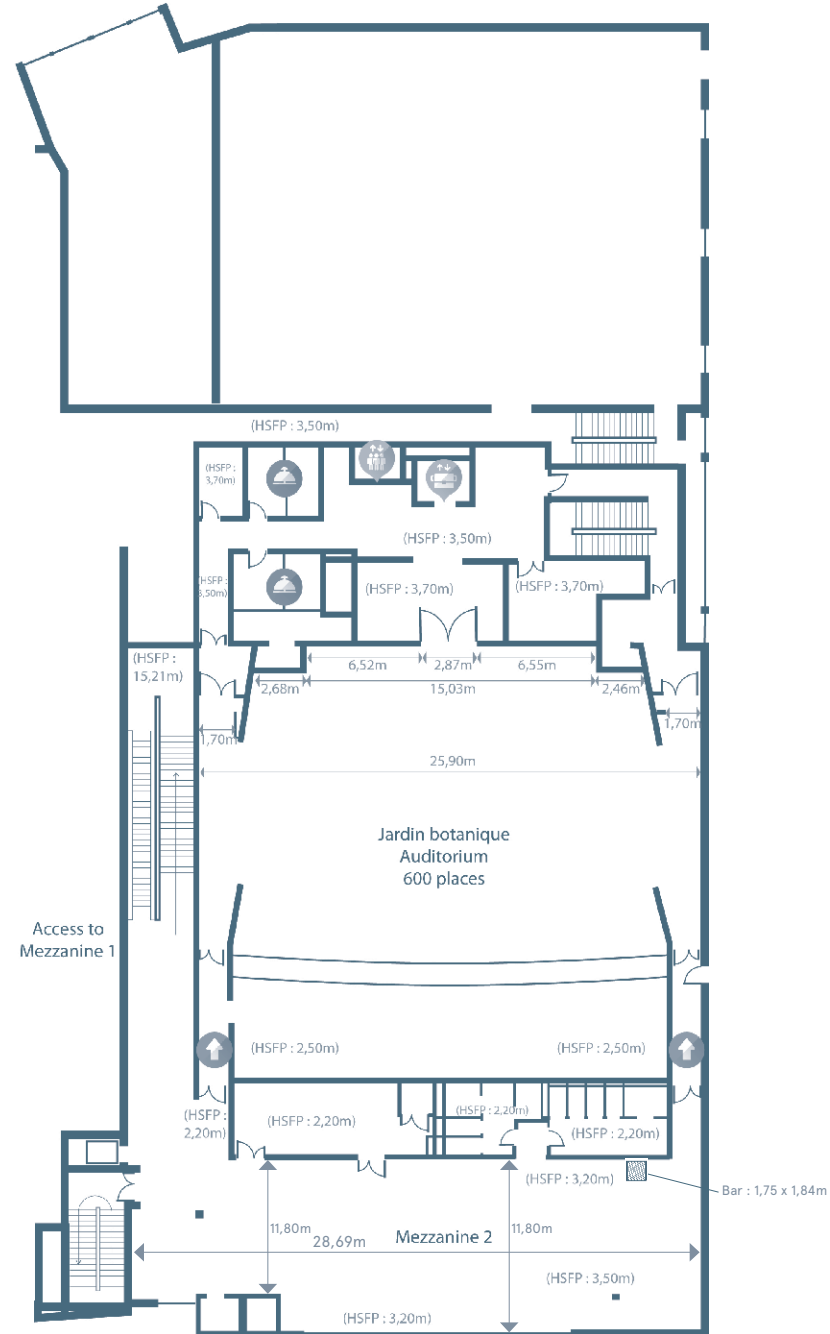 (HSFP : 3,50m)
(HSFP :
3,70m)
(HSFP : 3,50m)
(HSFP :
3,50m)
(HSFP : 3,70m)
(HSFP : 3,70m)
(HSFP :
15,21m)
6,52m
2,87m
6,55m
2,68m
15,03m
2,46m
1,70m
1,70m
25,90m
Jardin botanique
Auditorium
600 places
Access to
Mezzanine 1
(HSFP : 2,50m)
(HSFP : 2,50m)
(HSFP :
2,20m)
(HSFP : 2,20m)
(HSFP : 2,20m)
(HSFP : 2,20m)
(HSFP : 3,20m)
Bar : 1,75 x 1,84m
11,80m
11,80m
28,69m
Mezzanine 2
(HSFP : 3,50m)
(HSFP : 3,20m)